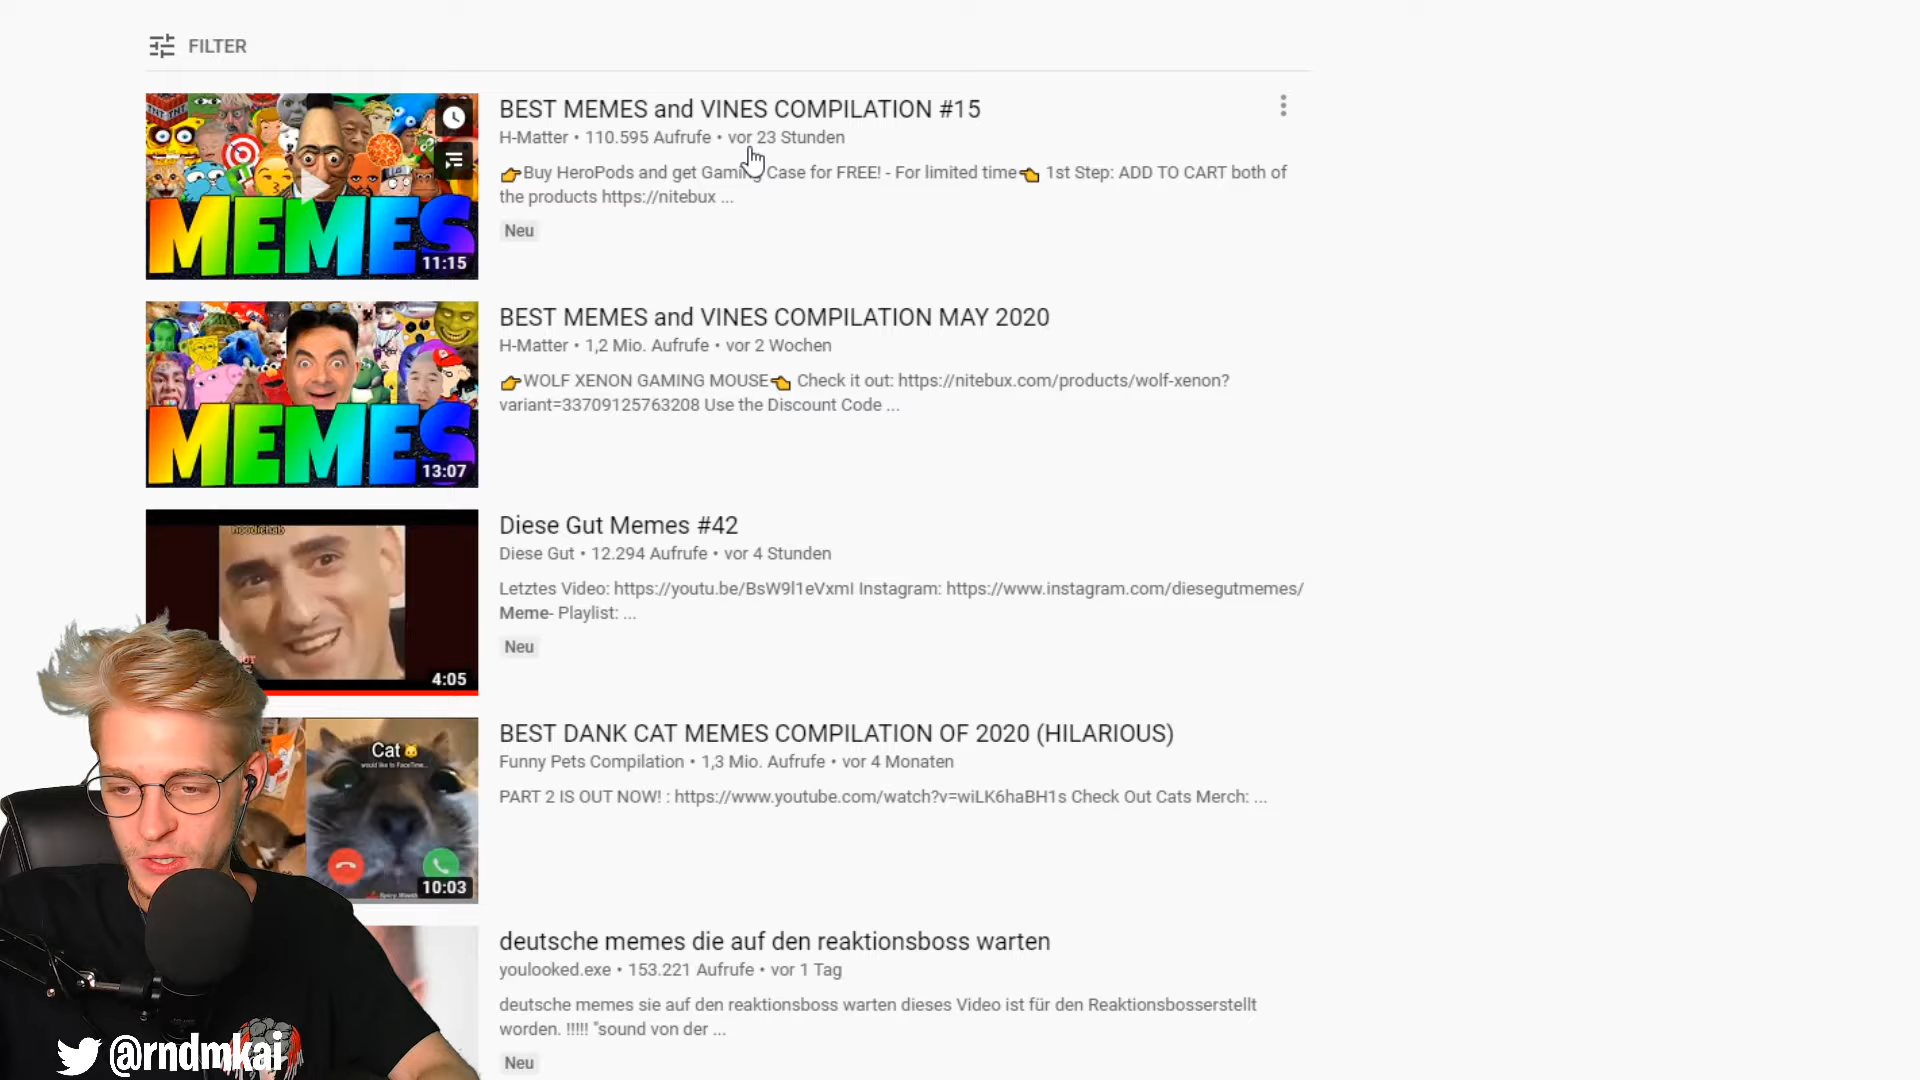 FILTER
BEST MEMES and VINES COMPILATION #15
H-Matter • 110.595 Aufrufe • vor 23 Stunden
👉Buy HeroPods and get Gaming Case for FREE! - For limited time👈 1st Step: ADD TO CART both of
the products https://nitebux ...
Neu
MEMES
11:15
BEST MEMES and VINES COMPILATION MAY 2020
H-Matter • 1,2 Mio. Aufrufe • vor 2 Wochen
👉WOLF XENON GAMING MOUSE👈 Check it out: https://nitebux.com/products/wolf-xenon?
variant=33709125763208 Use the Discount Code ...
MEMES
13:07
Diese Gut Memes #42
Diese Gut • 12.294 Aufrufe • vor 4 Stunden
Letztes Video: https://youtu.be/BsW9l1eVxmI Instagram: https://www.instagram.com/diesegutmemes/
Meme- Playlist: ...
Neu
4:05
BEST DANK CAT MEMES COMPILATION OF 2020 (HILARIOUS)
Funny Pets Compilation • 1,3 Mio. Aufrufe • vor 4 Monaten
PART 2 IS OUT NOW! : https://www.youtube.com/watch?v=wiLK6haBH1s Check Out Cats Merch: ...
Cat 🐱
would like to FaceTime...
10:03
deutsche memes die auf den reaktionsboss warten
youlooked.exe • 153.221 Aufrufe • vor 1 Tag
deutsche memes sie auf den reaktionsboss warten dieses Video ist für den Reaktionsbosserstellt
worden. !!!!! "sound von der ...
Neu
@rndmkai